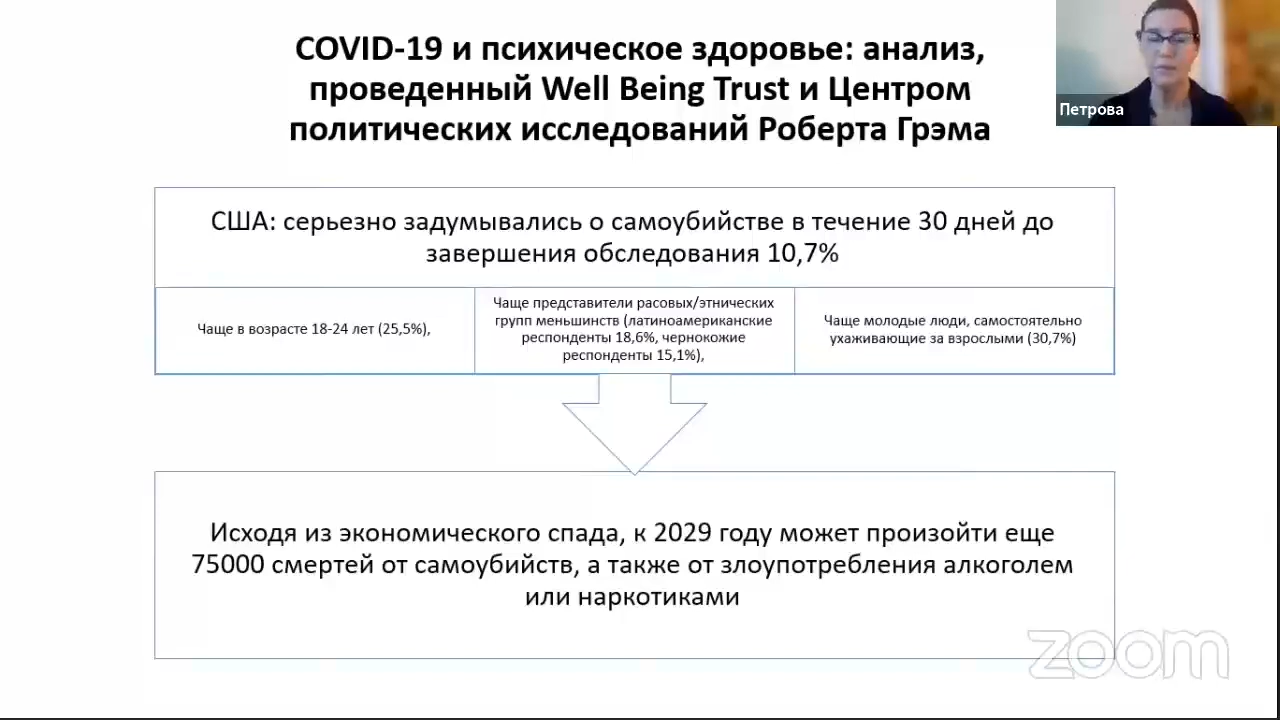 COVID-19 и психическое здоровье: анализ,
проведенный Well Being Trust и Центром
политических исследований Роберта Грэма
Петрова
США: серьезно задумывались о самоубийстве в течение 30 дней до
завершения обследования 10,7%
Чаще в возрасте 18-24 лет (25,5%),
Чаще представители расовых/этнических
групп меньшинств (латиноамериканские
респонденты 18,6%, чернокожие
респонденты 15,1%),
Чаще молодые люди, самостоятельно
ухаживающие за взрослыми (30,7%)
Исходя из экономического спада, к 2029 году может произойти еще
75000 смертей от самоубийств, а также от злоупотребления алкоголем
или наркотиками
zoom